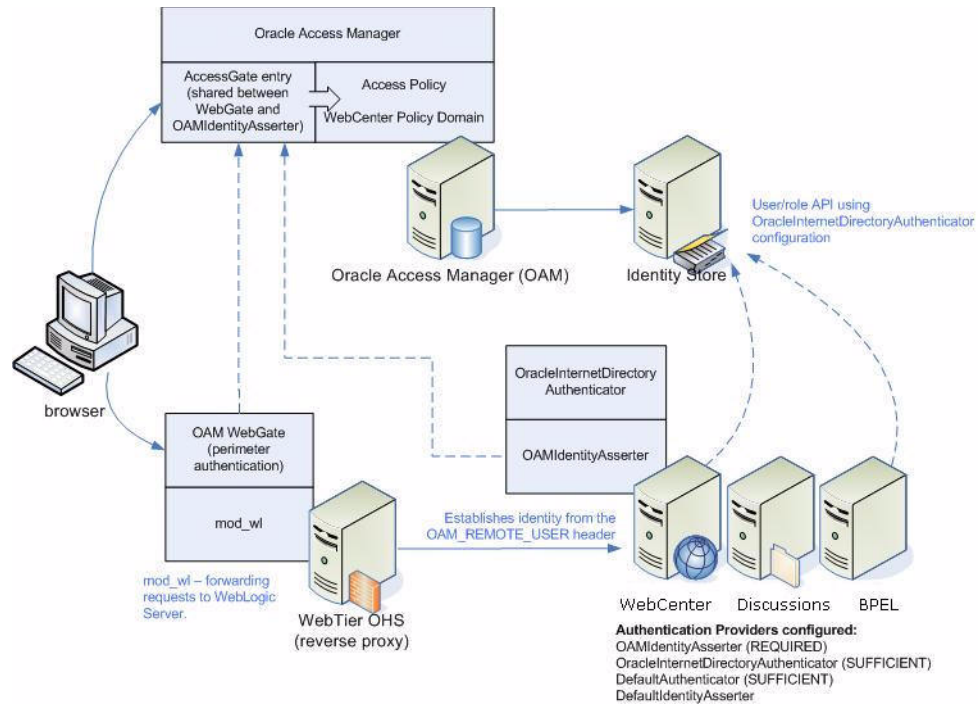 Oracle Access Manager
AccessGate entry
(shared between
WebGate and
OAMIdentityAsserter)
Access Policy
WebCenter Policy Domain
Oracle Access Manager (OAM)
Identity Store
User/role API using
OracleInternetDirectoryAuthenticator
configuration
browser
OracleInternetDirectory
Authenticator
OAMIdentityAsserter
OAM WebGate
(perimeter
authentication)
mod_wl
mod_wl – forwarding
requests to WebLogic
Server.
WebTier OHS
(reverse proxy)
Establishes identity from the
OAM_REMOTE_USER header
WebCenter
Discussions
BPEL
Authentication Providers configured:
OAMIdentityAsserter (REQUIRED)
OracleInternetDirectoryAuthenticator (SUFFICIENT)
DefaultAuthenticator (SUFFICIENT)
DefaultIdentityAsserter